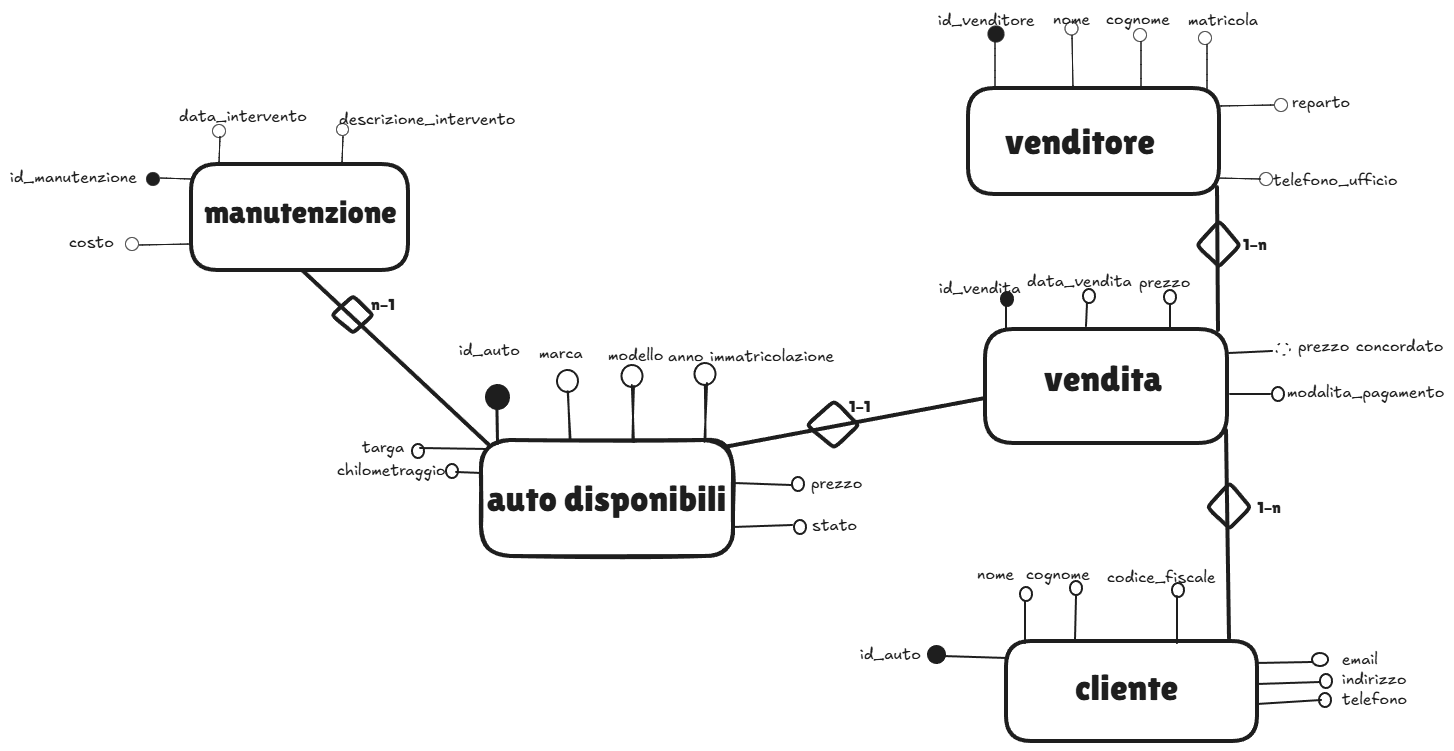 id_venditore nome cognome matricola
reparto
venditore
telefono_ufficio
data_intervento descrizione_intervento
id_manutenzione
manutenzione
costo
1-n
n-1
id_vendita data_vendita prezzo
prezzo concordato
vendita
modalita_pagamento
id_auto marca modello anno_immatricolazione
1-1
targa
chilometraggio
auto disponibili
prezzo
stato
1-n
nome cognome codice_fiscale
id_auto
email
indirizzo
telefono
cliente